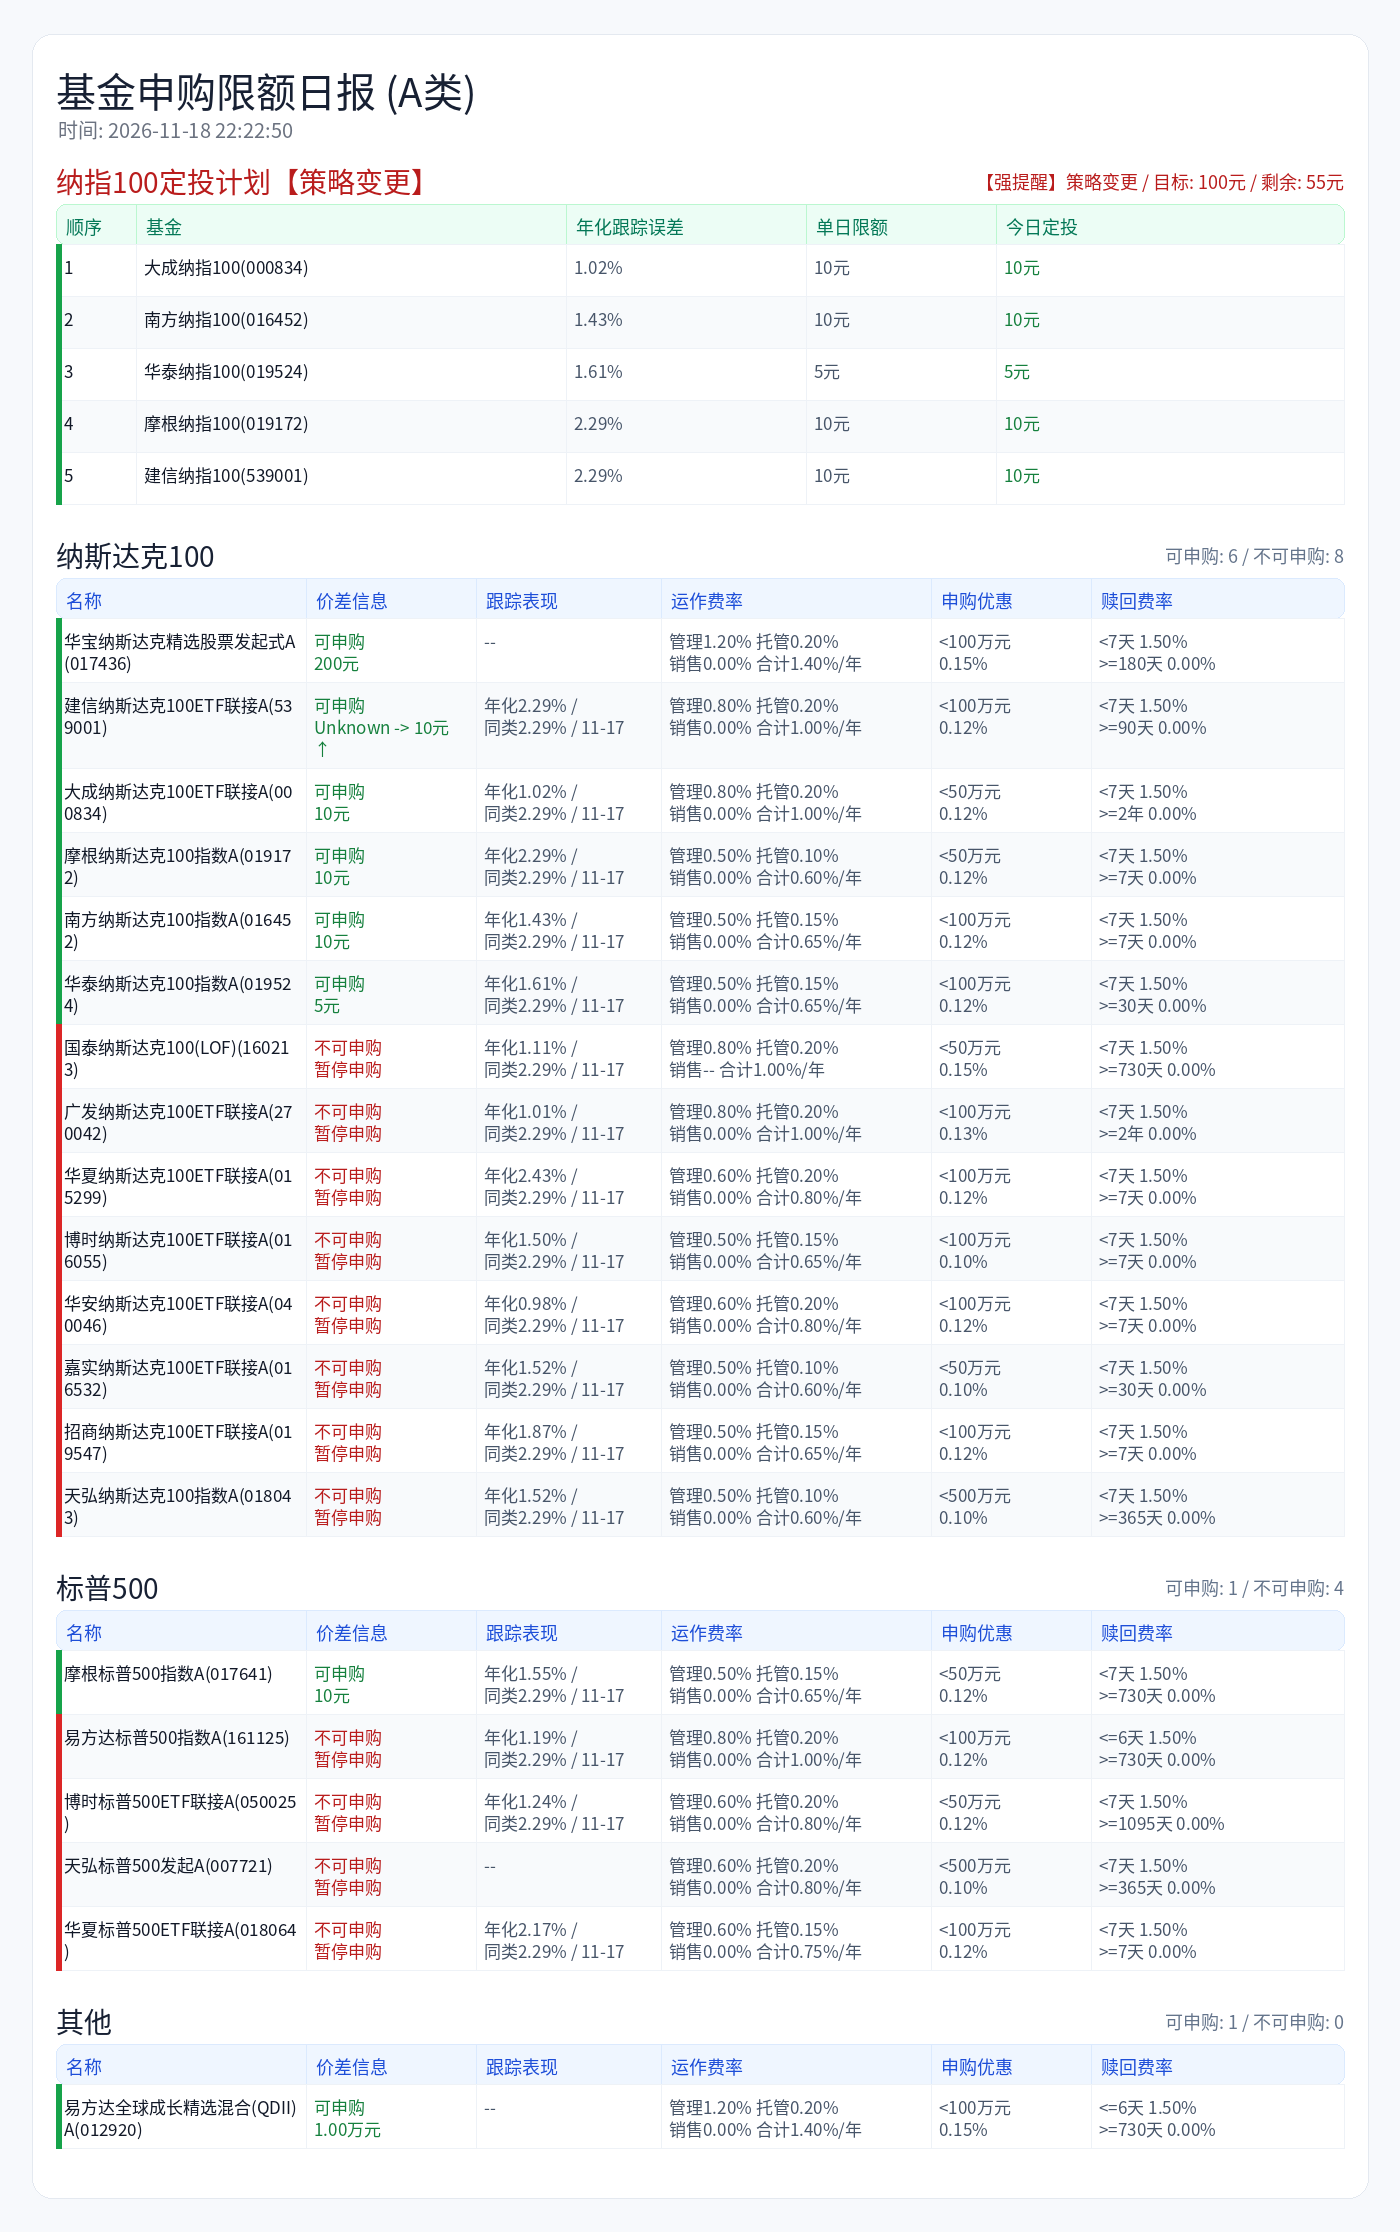 基金申购限额日报 (A类)
时间: 2026-11-18 22:22:50
纳指100定投计划【策略变更】
【强提醒】策略变更 / 目标: 100元 / 剩余: 55元
顺序 基金 年化跟踪误差 单日限额 今日定投
1 大成纳指100(000834) 1.02% 10元 10元
2 南方纳指100(016452) 1.43% 10元 10元
3 华泰纳指100(019524) 1.61% 5元 5元
4 摩根纳指100(019172) 2.29% 10元 10元
5 建信纳指100(539001) 2.29% 10元 10元
纳斯达克100
可申购: 6 / 不可申购: 8
名称 价差信息 跟踪表现 运作费率 申购优惠 赎回费率
华宝纳斯达克精选股票发起式A 可申购 -- 管理1.20% 托管0.20% <100万元 <7天 1.50%
(017436) 200元 销售0.00% 合计1.40%/年 0.15% >=180天 0.00%
建信纳斯达克100ETF联接A(53 可申购 年化2.29% / 管理0.80% 托管0.20% <100万元 <7天 1.50%
9001) Unknown -> 10元 同类2.29% / 11-17 销售0.00% 合计1.00%/年 0.12% >=90天 0.00%
↑
大成纳斯达克100ETF联接A(00 可申购 年化1.02% / 管理0.80% 托管0.20% <50万元 <7天 1.50%
0834) 10元 同类2.29% / 11-17 销售0.00% 合计1.00%/年 0.12% >=2年 0.00%
摩根纳斯达克100指数A(01917 可申购 年化2.29% / 管理0.50% 托管0.10% <50万元 <7天 1.50%
2) 10元 同类2.29% / 11-17 销售0.00% 合计0.60%/年 0.12% >=7天 0.00%
南方纳斯达克100指数A(01645 可申购 年化1.43% / 管理0.50% 托管0.15% <100万元 <7天 1.50%
2) 10元 同类2.29% / 11-17 销售0.00% 合计0.65%/年 0.12% >=7天 0.00%
华泰纳斯达克100指数A(01952 可申购 年化1.61% / 管理0.50% 托管0.15% <100万元 <7天 1.50%
4) 5元 同类2.29% / 11-17 销售0.00% 合计0.65%/年 0.12% >=30天 0.00%
国泰纳斯达克100(LOF)(16021 不可申购 年化1.11% / 管理0.80% 托管0.20% <50万元 <7天 1.50%
3) 暂停申购 同类2.29% / 11-17 销售-- 合计1.00%/年 0.15% >=730天 0.00%
广发纳斯达克100ETF联接A(27 不可申购 年化1.01% / 管理0.80% 托管0.20% <100万元 <7天 1.50%
0042) 暂停申购 同类2.29% / 11-17 销售0.00% 合计1.00%/年 0.13% >=2年 0.00%
华夏纳斯达克100ETF联接A(01 不可申购 年化2.43% / 管理0.60% 托管0.20% <100万元 <7天 1.50%
5299) 暂停申购 同类2.29% / 11-17 销售0.00% 合计0.80%/年 0.12% >=7天 0.00%
博时纳斯达克100ETF联接A(01 不可申购 年化1.50% / 管理0.50% 托管0.15% <100万元 <7天 1.50%
6055) 暂停申购 同类2.29% / 11-17 销售0.00% 合计0.65%/年 0.10% >=7天 0.00%
华安纳斯达克100ETF联接A(04 不可申购 年化0.98% / 管理0.60% 托管0.20% <100万元 <7天 1.50%
0046) 暂停申购 同类2.29% / 11-17 销售0.00% 合计0.80%/年 0.12% >=7天 0.00%
嘉实纳斯达克100ETF联接A(01 不可申购 年化1.52% / 管理0.50% 托管0.10% <50万元 <7天 1.50%
6532) 暂停申购 同类2.29% / 11-17 销售0.00% 合计0.60%/年 0.10% >=30天 0.00%
招商纳斯达克100ETF联接A(01 不可申购 年化1.87% / 管理0.50% 托管0.15% <100万元 <7天 1.50%
9547) 暂停申购 同类2.29% / 11-17 销售0.00% 合计0.65%/年 0.12% >=7天 0.00%
天弘纳斯达克100指数A(01804 不可申购 年化1.52% / 管理0.50% 托管0.10% <500万元 <7天 1.50%
3) 暂停申购 同类2.29% / 11-17 销售0.00% 合计0.60%/年 0.10% >=365天 0.00%
标普500
可申购: 1 / 不可申购: 4
名称 价差信息 跟踪表现 运作费率 申购优惠 赎回费率
摩根标普500指数A(017641) 可申购 年化1.55% / 管理0.50% 托管0.15% <50万元 <7天 1.50%
10元 同类2.29% / 11-17 销售0.00% 合计0.65%/年 0.12% >=730天 0.00%
易方达标普500指数A(161125) 不可申购 年化1.19% / 管理0.80% 托管0.20% <100万元 <=6天 1.50%
暂停申购 同类2.29% / 11-17 销售0.00% 合计1.00%/年 0.12% >=730天 0.00%
博时标普500ETF联接A(050025 不可申购 年化1.24% / 管理0.60% 托管0.20% <50万元 <7天 1.50%
) 暂停申购 同类2.29% / 11-17 销售0.00% 合计0.80%/年 0.12% >=1095天 0.00%
天弘标普500发起A(007721) 不可申购 -- 管理0.60% 托管0.20% <500万元 <7天 1.50%
暂停申购 销售0.00% 合计0.80%/年 0.10% >=365天 0.00%
华夏标普500ETF联接A(018064 不可申购 年化2.17% / 管理0.60% 托管0.15% <100万元 <7天 1.50%
) 暂停申购 同类2.29% / 11-17 销售0.00% 合计0.75%/年 0.12% >=7天 0.00%
其他
可申购: 1 / 不可申购: 0
名称 价差信息 跟踪表现 运作费率 申购优惠 赎回费率
易方达全球成长精选混合(QDII) 可申购 -- 管理1.20% 托管0.20% <100万元 <=6天 1.50%
A(012920) 1.00万元 销售0.00% 合计1.40%/年 0.15% >=730天 0.00%